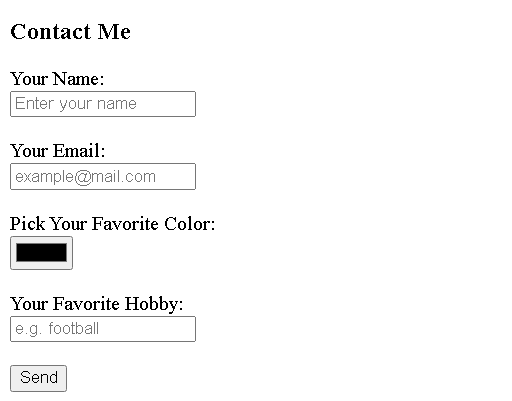 Contact Me
Your Name:
Enter your name
Your Email:
example@mail.com
Pick Your Favorite Color:
Your Favorite Hobby:
e.g. football
Send